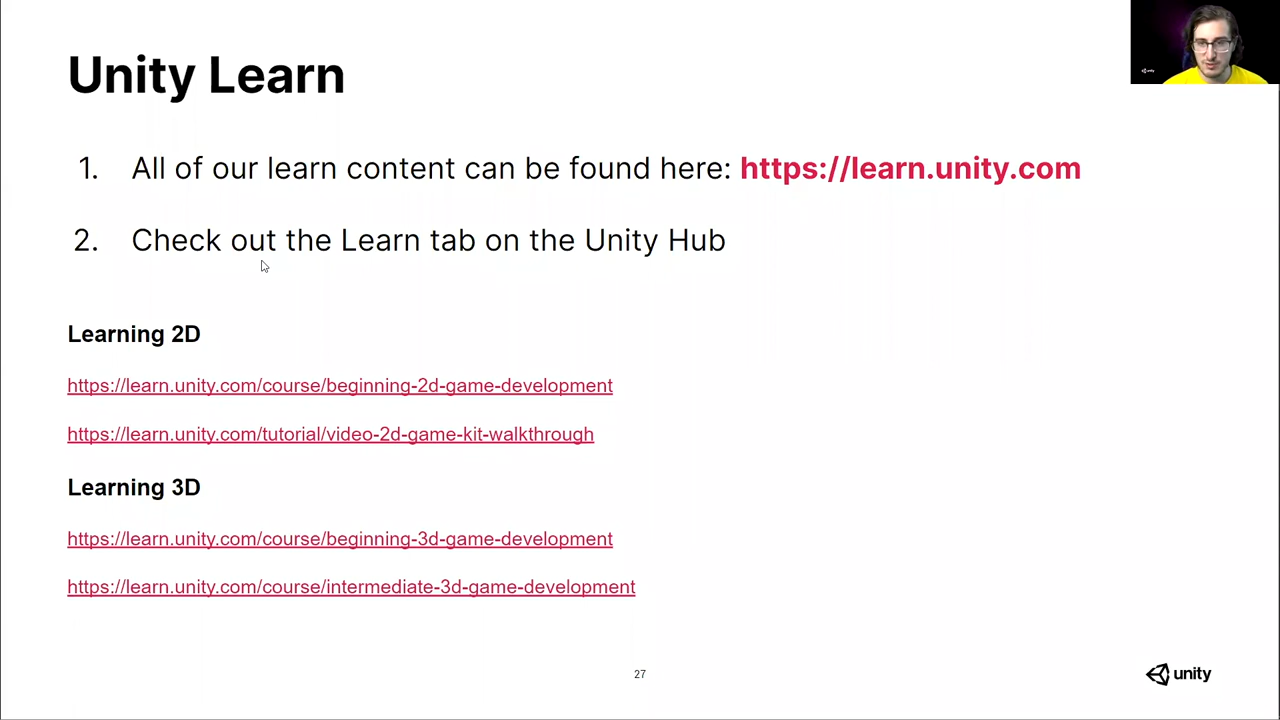 Unity Learn
1. All of our learn content can be found here: https://learn.unity.com
2. Check out the Learn tab on the Unity Hub
Learning 2D
https://learn.unity.com/course/beginning-2d-game-development
https://learn.unity.com/tutorial/video-2d-game-kit-walkthrough
Learning 3D
https://learn.unity.com/course/beginning-3d-game-development
https://learn.unity.com/course/intermediate-3d-game-development
27
unity
unity